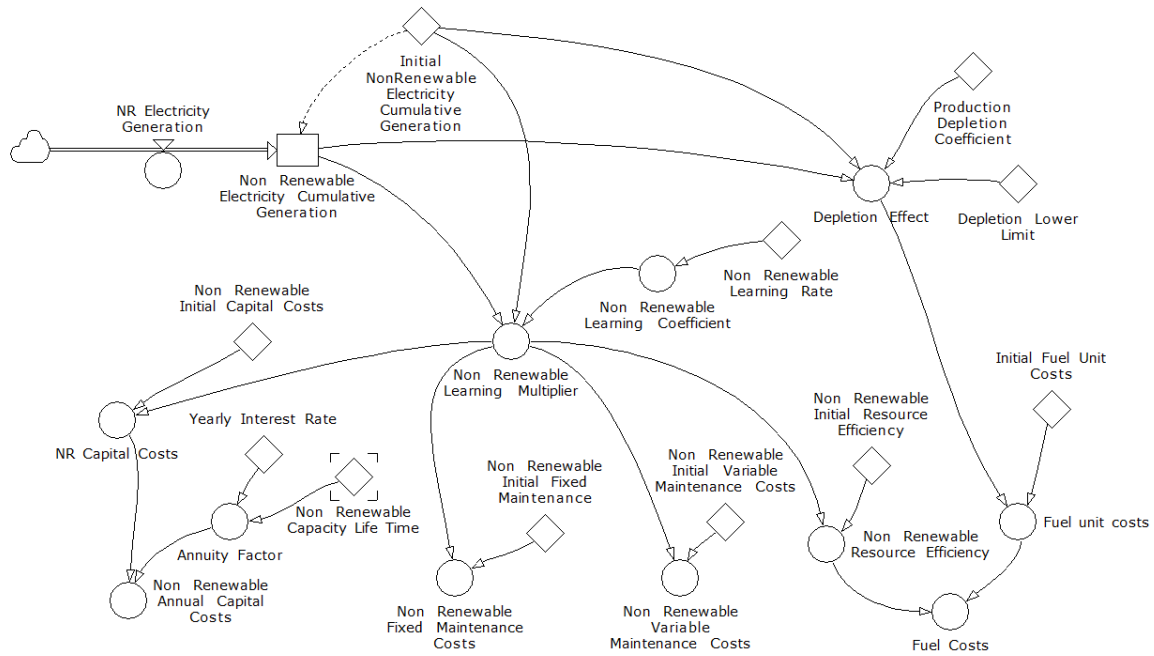 Initial
NonRenewable
Electricity
Cumulative
Generation
NR Electricity
Generation
Production
Depletion
Coefficient
Non Renewable
Electricity Cumulative
Generation
Depletion Effect
Depletion Lower
Limit
Non Renewable
Learning Rate
Non Renewable
Learning Coefficient
Non Renewable
Initial Capital Costs
Non Renewable
Learning Multiplier
Initial Fuel Unit
Costs
Non Renewable
Initial Resource
Efficiency
Yearly Interest Rate
NR Capital Costs
Non Renewable
Initial Variable
Maintenance Costs
Non Renewable
Initial Fixed
Maintenance
Non Renewable
Capacity Life Time
Fuel unit costs
Non Renewable
Resource Efficiency
Annuity Factor
Non Renewable
Annual Capital
Costs
Non Renewable
Fixed Maintenance
Costs
Non Renewable
Variable
Maintenance Costs
Fuel Costs